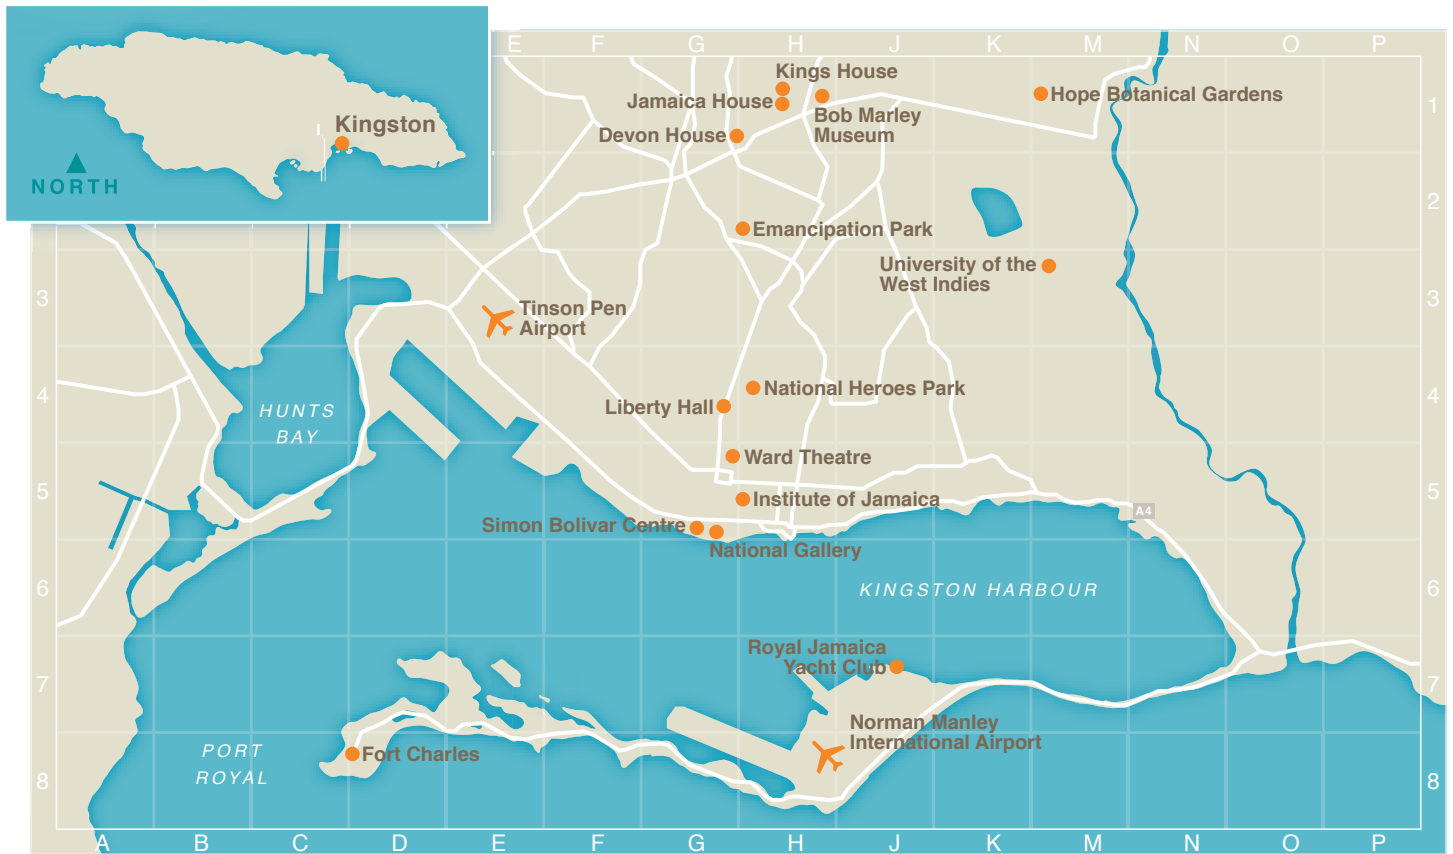 Kingston
NORTH
E F G H J K M N O P
Kings House
Jamaica House
Hope Botanical Gardens
1
1
Bob Marley
Museum
Devon House
2
Emancipation Park
University of the
West Indies
3
3
Tinson Pen
Airport
4
4
National Heroes Park
Liberty Hall
HUNTS
BAY
Ward Theatre
5
5
Institute of Jamaica
A4
Simon Bolivar Centre
National Gallery
6
6
KINGSTON HARBOUR
Royal Jamaica
Yacht Club
7
7
Norman Manley
International Airport
PORT
ROYAL
Fort Charles
8
8
A B C D E F G H J K M N O P